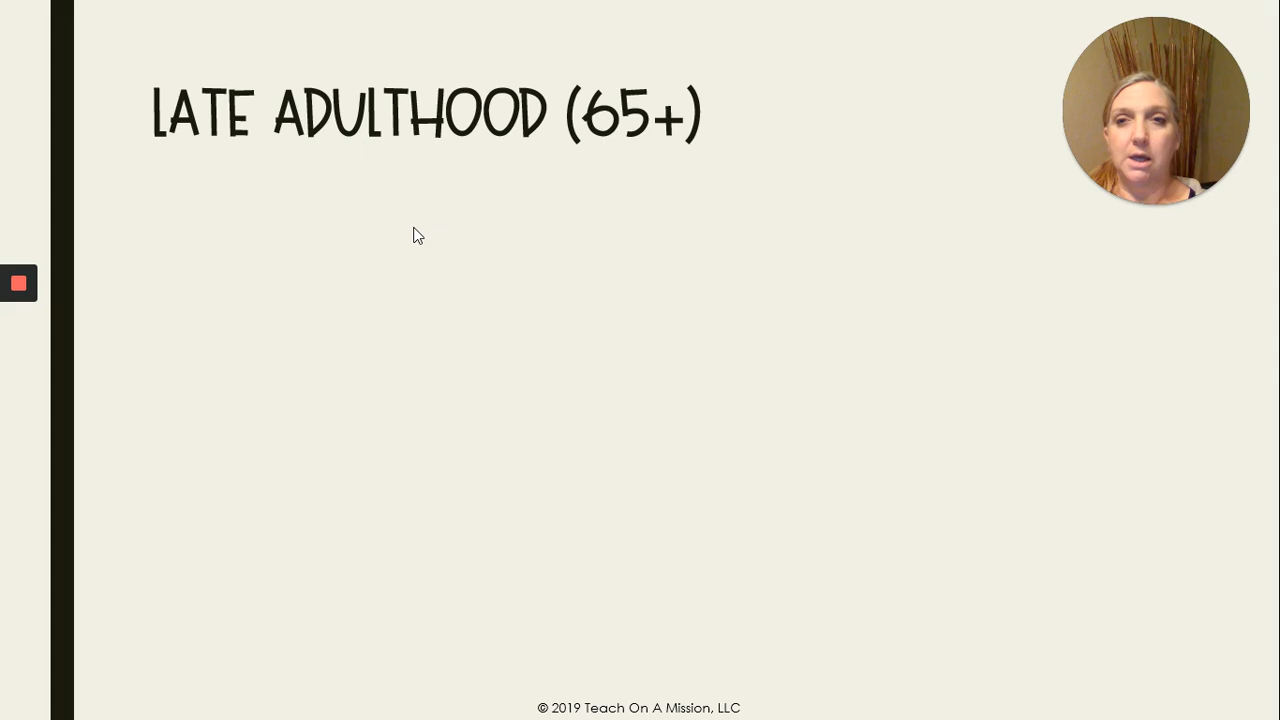 LATE ADULTHOOD (65+)
© 2019 Teach On A Mission, LLC